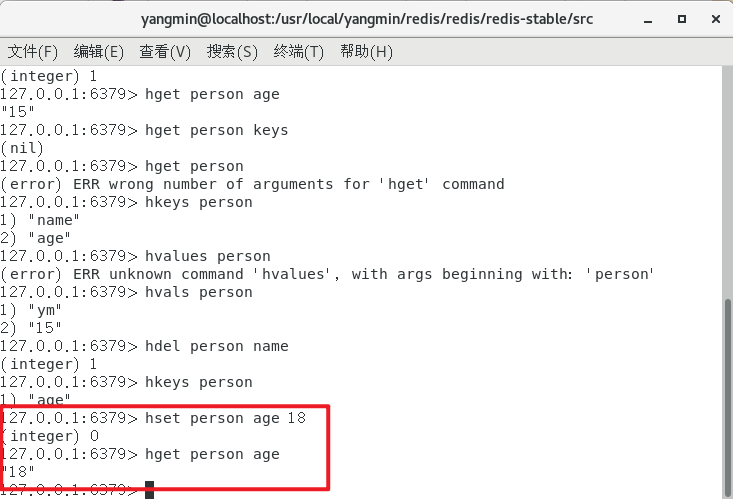 yangmin@localhost:/usr/local/yangmin/redis/redis/redis-stable/src
文件(F) 编辑(E) 查看(V) 搜索(S) 终端(T) 帮助(H)
(integer) 1
127.0.0.1:6379> hget person age
"15"
127.0.0.1:6379> hget person keys
(nil)
127.0.0.1:6379> hget person
(error) ERR wrong number of arguments for 'hget' command
127.0.0.1:6379> hkeys person
1) "name"
2) "age"
127.0.0.1:6379> hvalues person
(error) ERR unknown command 'hvalues', with args beginning with: 'person'
127.0.0.1:6379> hvals person
1) "ym"
2) "15"
127.0.0.1:6379> hdel person name
(integer) 1
127.0.0.1:6379> hkeys person
1) "age"
127.0.0.1:6379> hset person age 18
(integer) 0
127.0.0.1:6379> hget person age
"18"
127.0.0.1:6379>